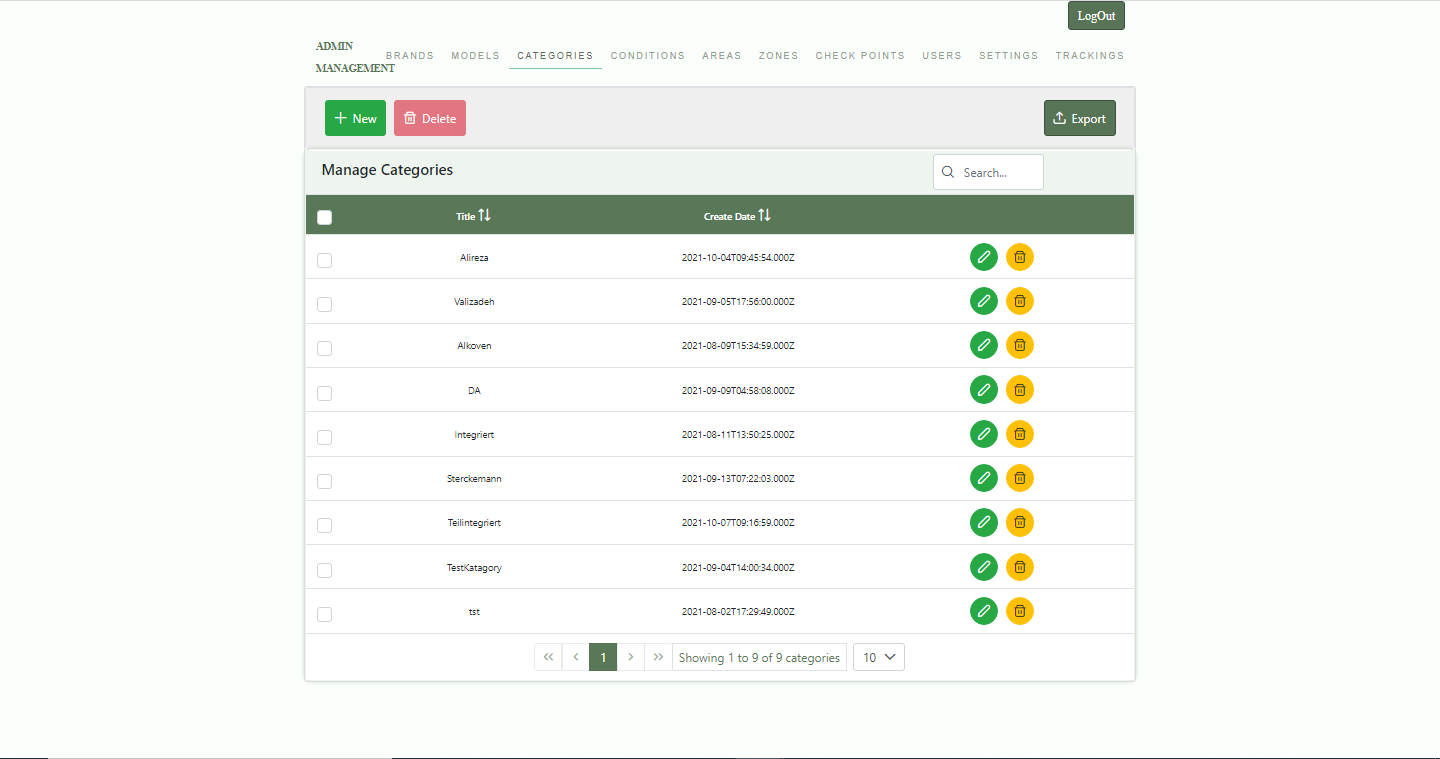 LogOut
ADMIN MANAGEMENT
BRANDS MODELS CATEGORIES CONDITIONS AREAS ZONES CHECK POINTS USERS SETTINGS TRACKINGS
New Delete Export
Manage Categories Search...
Title Create Date
Alireza 2021-10-04T09:45:54.000Z
Valizadeh 2021-09-05T17:56:00.000Z
Alkoven 2021-08-09T15:34:59.000Z
DA 2021-09-09T04:58:08.000Z
Integriert 2021-08-11T13:50:25.000Z
Sterckemann 2021-09-13T07:22:03.000Z
Teilintegriert 2021-10-07T09:16:59.000Z
TestKatagory 2021-09-04T14:00:34.000Z
tst 2021-08-02T17:29:49.000Z
1 Showing 1 to 9 of 9 categories 10